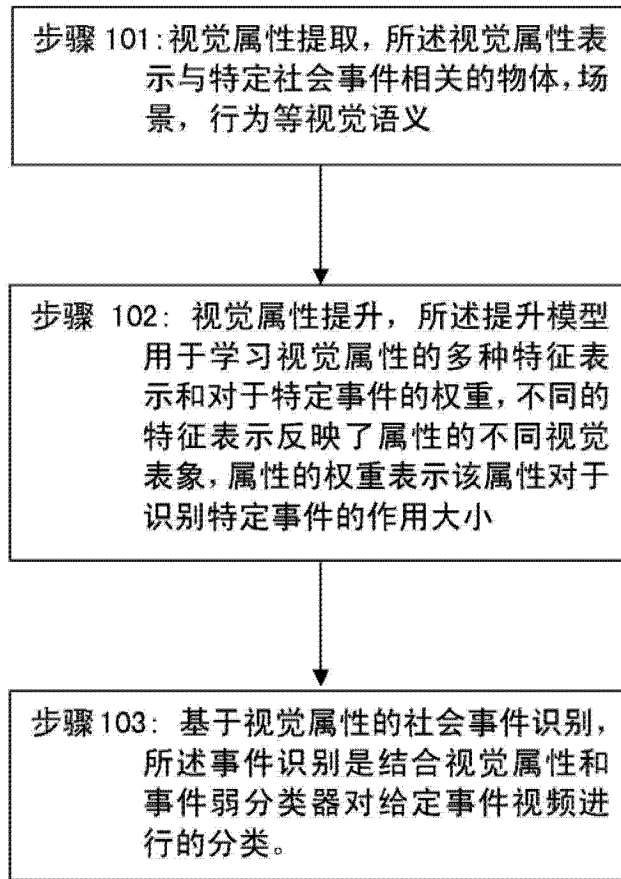 步骤 101:视觉属性提取，所述视觉属性表
示与特定社会事件相关的物体，场
景，行为等视觉语义
步骤 102: 视觉属性提升，所述提升模型
用于学习视觉属性的多种特征表
示和对于特定事件的权重，不同的
特征表示反映了属性的不同视觉
表象，属性的权重表示该属性对于
识别特定事件的作用大小
步骤103: 基于视觉属性的社会事件识别，
所述事件识别是结合视觉属性和
事件弱分类器对给定事件视频进
行的分类。